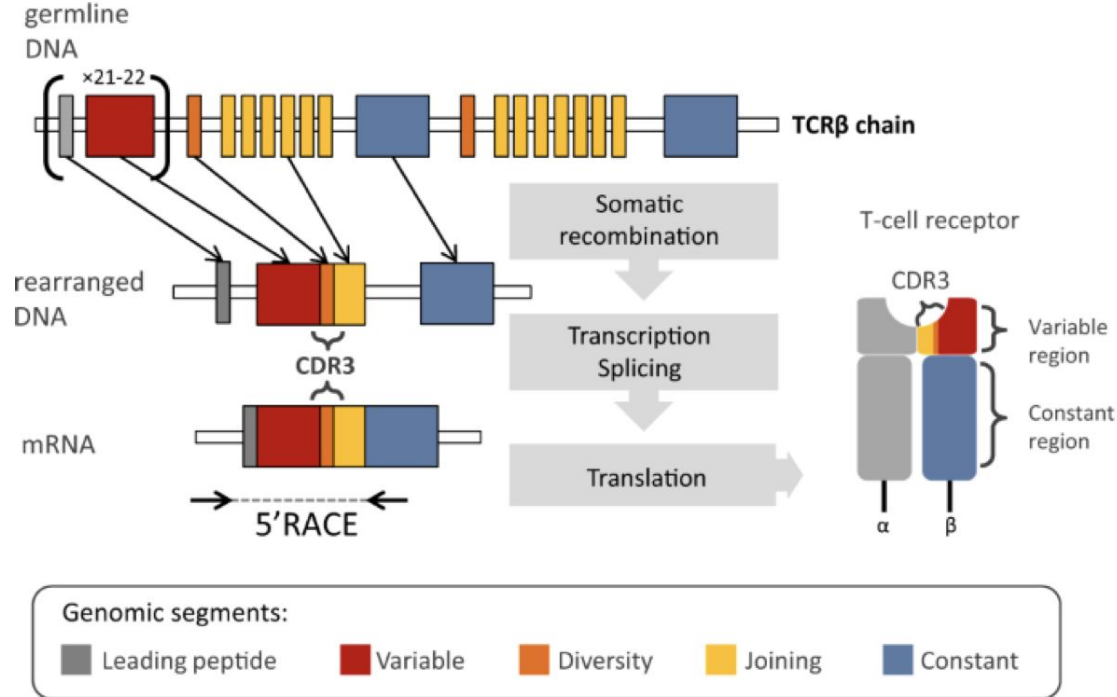 germline
DNA
×21-22
TCRβ chain
Somatic
recombination
T-cell receptor
CDR3
rearranged
DNA
Transcription
Splicing
Variable
region
CDR3
Constant
region
mRNA
Translation
5'RACE
α
β
Genomic segments:
Leading peptide
Variable
Diversity
Joining
Constant